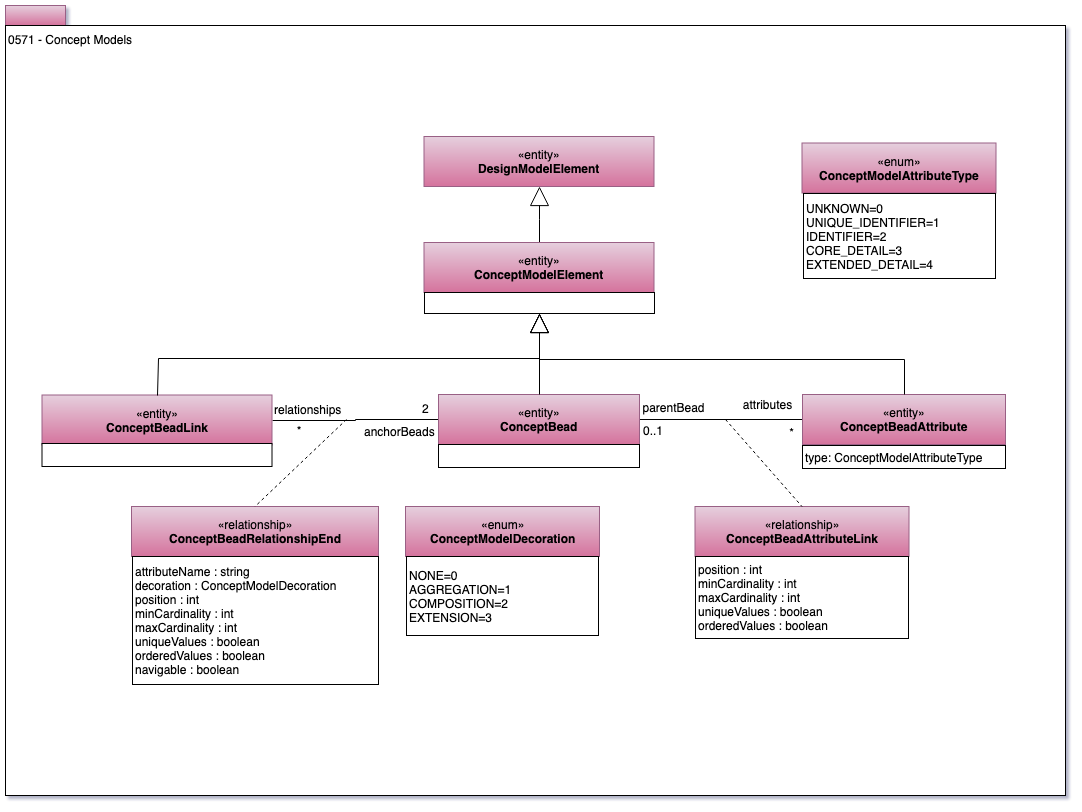 0571 - Concept Models
«entity»
DesignModelElement
«enum»
ConceptModelAttributeType
UNKNOWN=0
UNIQUE_IDENTIFIER=1
IDENTIFIER=2
CORE_DETAIL=3
EXTENDED_DETAIL=4
«entity»
ConceptModelElement
«entity»
ConceptBeadLink
relationships
*
2
anchorBeads
«entity»
ConceptBead
parentBead
0..1
attributes
*
«entity»
ConceptBeadAttribute
type: ConceptModelAttributeType
«relationship»
ConceptBeadRelationshipEnd
attributeName : string
decoration : ConceptModelDecoration
position : int
minCardinality : int
maxCardinality : int
uniqueValues : boolean
orderedValues : boolean
navigable : boolean
«enum»
ConceptModelDecoration
NONE=0
AGGREGATION=1
COMPOSITION=2
EXTENSION=3
«relationship»
ConceptBeadAttributeLink
position : int
minCardinality : int
maxCardinality : int
uniqueValues : boolean
orderedValues : boolean